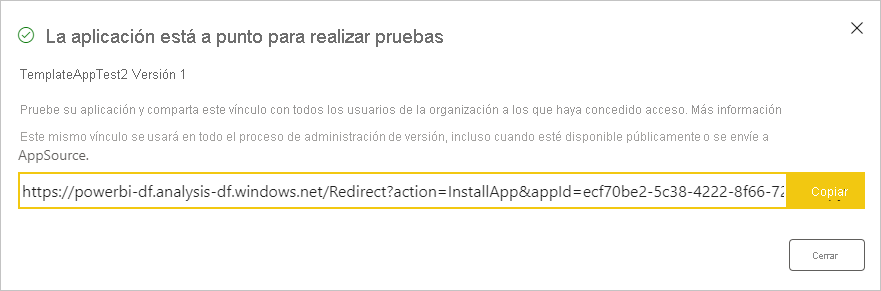 La aplicación está a punto para realizar pruebas
TemplateAppTest2 Versión 1
Pruebe su aplicación y comparta este vínculo con todos los usuarios de la organización a los que haya concedido acceso. Más información
Este mismo vínculo se usará en todo el proceso de administración de versión, incluso cuando esté disponible públicamente o se envíe a
AppSource.
https://powerbi-df.analysis-df.windows.net/Redirect?action=InstallApp&appId=ecf70be2-5c38-4222-8f66-72 Copiar
Cerrar